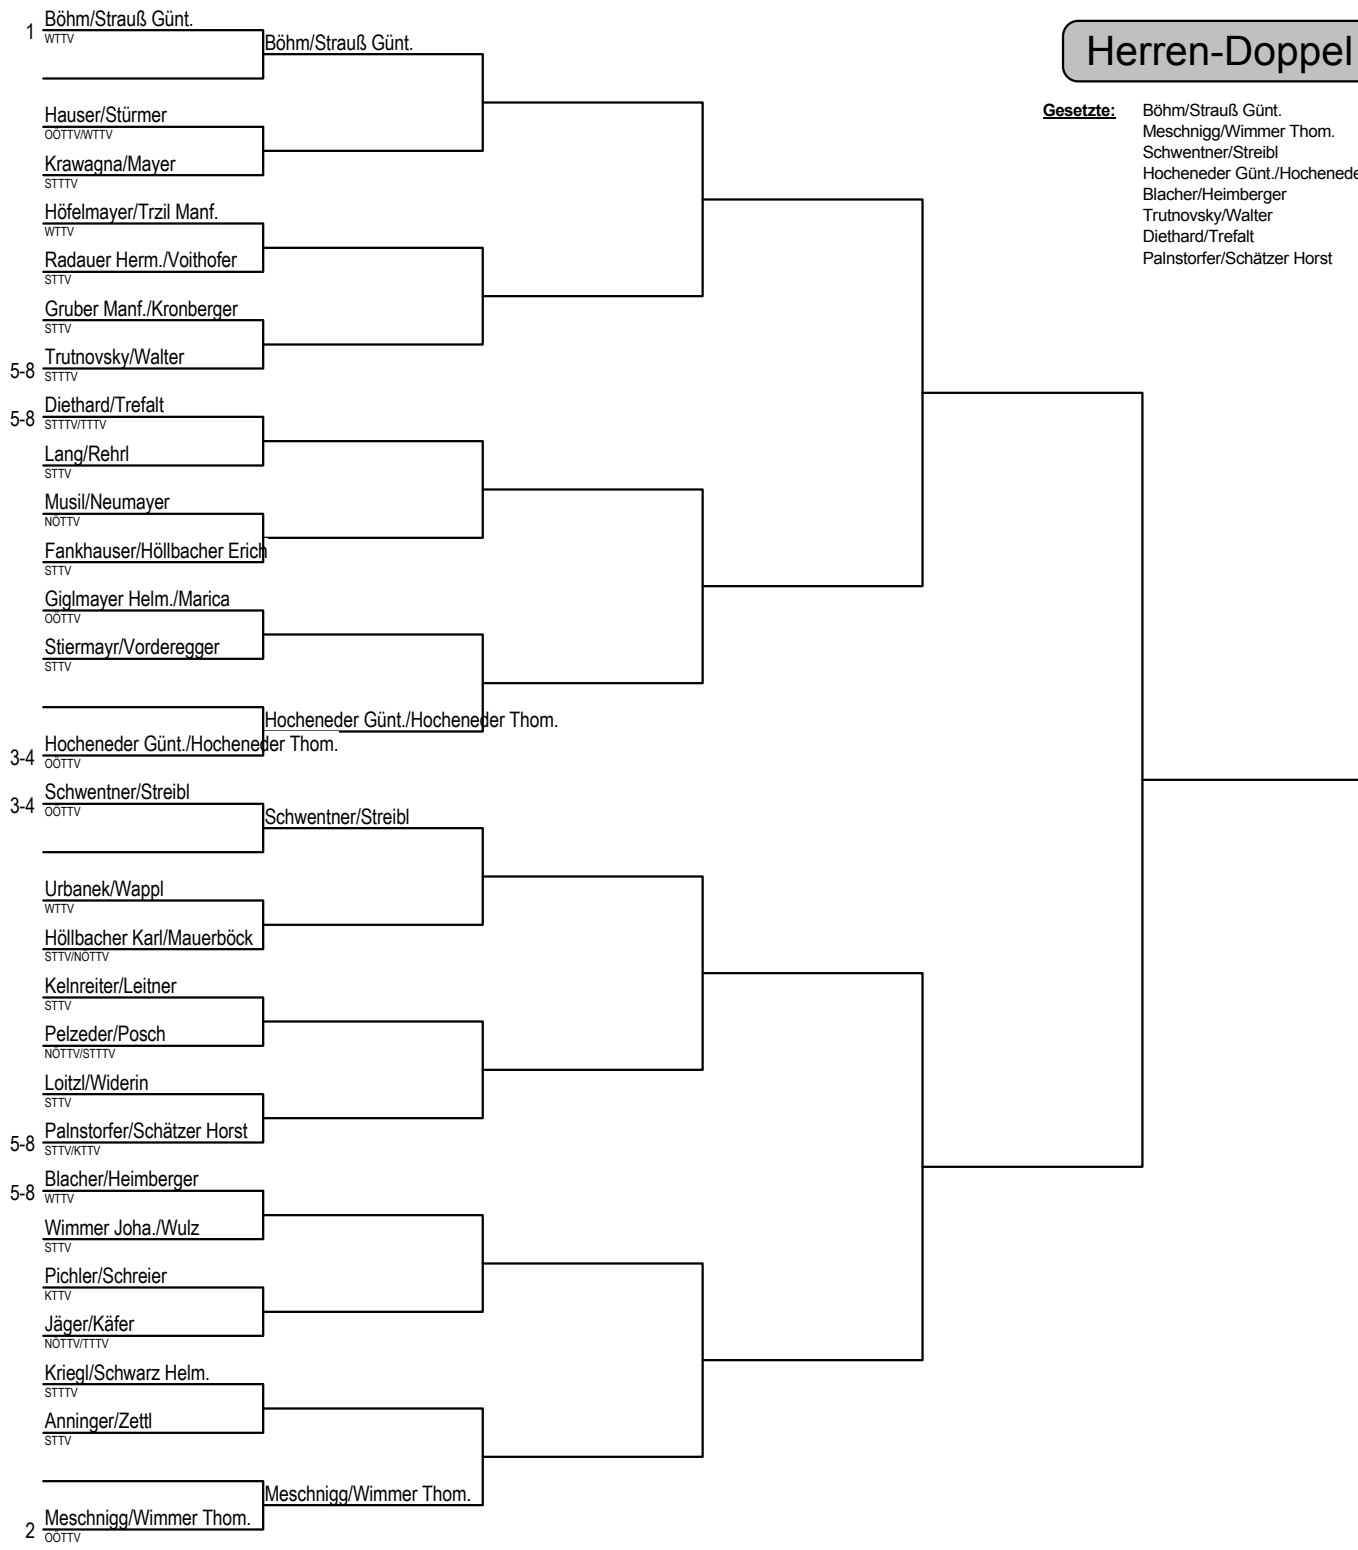 Herren-Doppel
Gesetzte: Böhm/Strauß Günt.
Meschnigg/Wimmer Thom.
Schwentner/Streibl
Hocheneder Günt./Hochenede
Blacher/Heimberger
Trutnovsky/Walter
Diethard/Trefalt
Palnstorfer/Schätzer Horst
1 Böhm/Strauß Günt.
WTTV
Böhm/Strauß Günt.
Hauser/Stürmer
OÖTTV/WTTV
Krawagna/Mayer
STTTV
Höfelmayer/Trzil Manf.
WTTV
Radauer Herm./Voithofer
STTV
Gruber Manf./Kronberger
STTV
5-8 Trutnovsky/Walter
STTTV
5-8 Diethard/Trefalt
STTTV/TTTV
Lang/Rehrl
STTV
Musil/Neumayer
NÖTTV
Fankhauser/Höllbacher Erich
STTV
Giglmayer Helm./Marica
OÖTTV
Stiermayr/Vorderegger
STTV
Hocheneder Günt./Hocheneder Thom.
3-4 Hocheneder Günt./Hocheneder Thom.
OÖTTV
3-4 Schwentner/Streibl
OÖTTV
Schwentner/Streibl
Urbanek/Wappl
WTTV
Höllbacher Karl/Mauerböck
STTV/NÖTTV
Kelnreiter/Leitner
STTV
Pelzeder/Posch
NÖTTV/STTTV
Loitzl/Widerin
STTV
5-8 Palnstorfer/Schätzer Horst
STTV/KTTV
5-8 Blacher/Heimberger
WTTV
Wimmer Joha./Wulz
STTV
Pichler/Schreier
KTTV
Jäger/Käfer
NÖTTV/TTTV
Kriegl/Schwarz Helm.
STTTV
Anninger/Zettl
STTV
Meschnigg/Wimmer Thom.
2 Meschnigg/Wimmer Thom.
OÖTTV